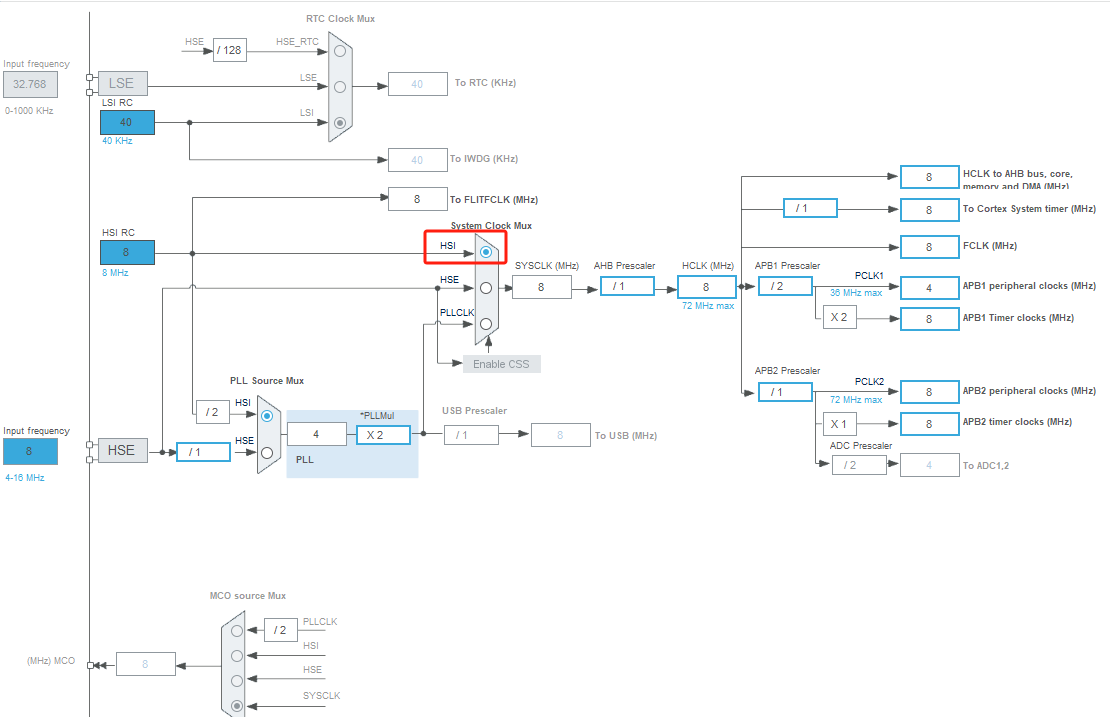 RTC Clock Mux
HSE
/ 128
HSE_RTC
Input frequency
32.768
0-1000 KHz
LSE
LSE
40
To RTC (KHz)
LSI RC
40
40 KHz
LSI
40
To IWDG (KHz)
8
To FLITFCLK (MHz)
System Clock Mux
HSI RC
8
8 MHz
HSI
HSE
PLLCLK
Enable CSS
SYSCLK (MHz)
8
AHB Prescaler
/ 1
HCLK (MHz)
8
72 MHz max
8
HCLK to AHB bus, core,
memory and DMA (MHz)
/ 1
8
To Cortex System timer (MHz)
8
FCLK (MHz)
APB1 Prescaler
/ 2
PCLK1
36 MHz max
4
APB1 peripheral clocks (MHz)
X 2
8
APB1 Timer clocks (MHz)
APB2 Prescaler
/ 1
PCLK2
72 MHz max
8
APB2 peripheral clocks (MHz)
X 1
8
APB2 timer clocks (MHz)
ADC Prescaler
/ 2
4
To ADC1,2
PLL Source Mux
/ 2
HSI
HSE
Input frequency
8
4-16 MHz
HSE
/ 1
4
*PLLMul
X 2
PLL
USB Prescaler
/ 1
8
To USB (MHz)
MCO source Mux
/ 2
PLLCLK
HSI
HSE
SYSCLK
(MHz) MCO
8